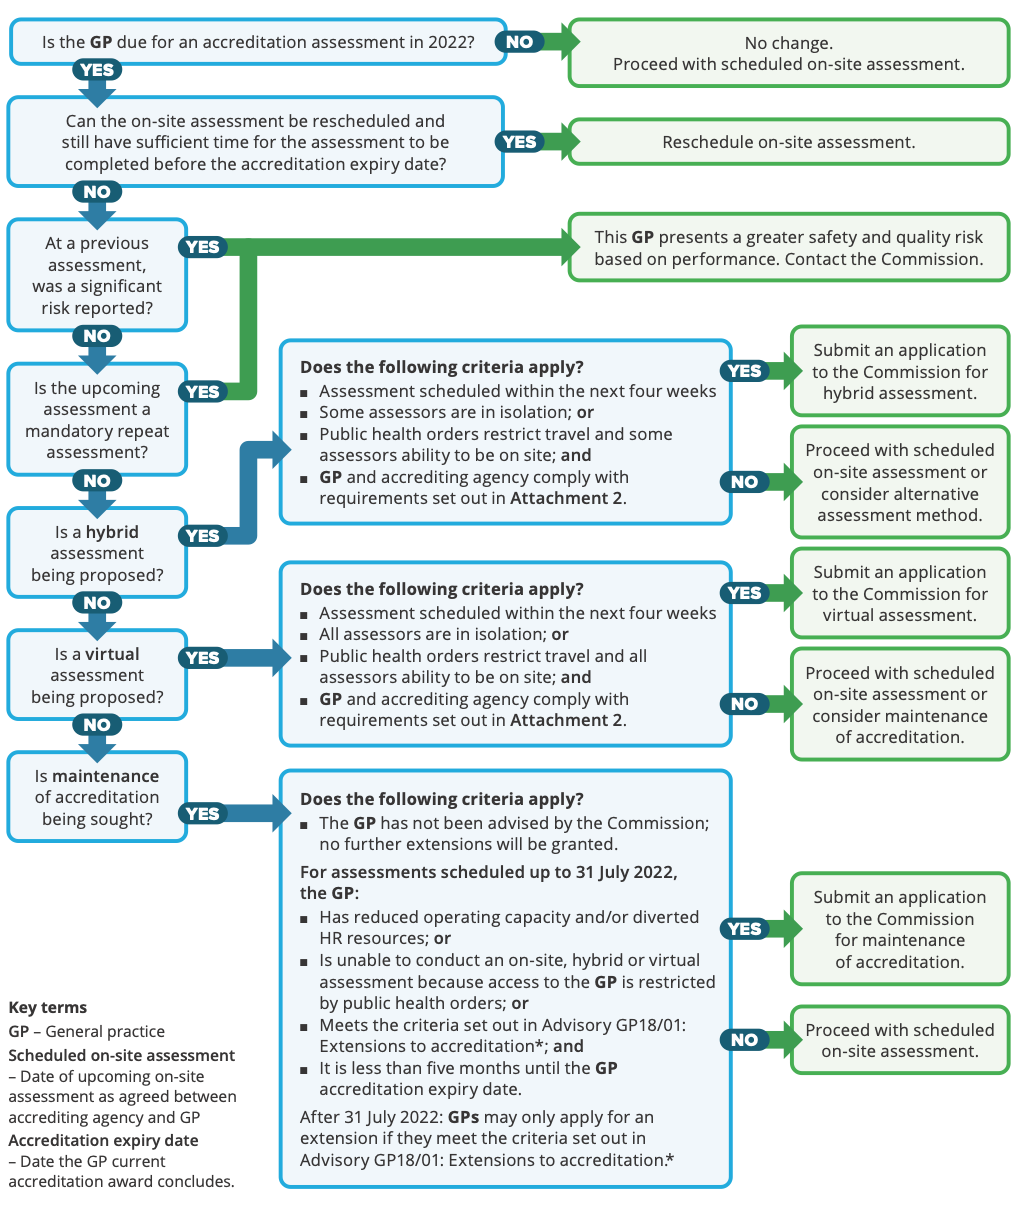 Is the GP due for an accreditation assessment in 2022?
NO
No change.
Proceed with scheduled on-site assessment.
YES
Can the on-site assessment be rescheduled and
still have sufficient time for the assessment to be
completed before the accreditation expiry date?
YES
Reschedule on-site assessment.
NO
At a previous
assessment,
was a significant
risk reported?
YES
This GP presents a greater safety and quality risk
based on performance. Contact the Commission.
NO
Is the upcoming
assessment a
mandatory repeat
assessment?
YES
NO
Is a hybrid
assessment
being proposed?
YES
Does the following criteria apply?
▪ Assessment scheduled within the next four weeks
▪ Some assessors are in isolation; or
▪ Public health orders restrict travel and some
assessors ability to be on site; and
▪ GP and accrediting agency comply with
requirements set out in Attachment 2.
YES
Submit an application
to the Commission for
hybrid assessment.
NO
Proceed with scheduled
on-site assessment or
consider alternative
assessment method.
NO
Is a virtual
assessment
being proposed?
YES
Does the following criteria apply?
▪ Assessment scheduled within the next four weeks
▪ All assessors are in isolation; or
▪ Public health orders restrict travel and all
assessors ability to be on site; and
▪ GP and accrediting agency comply with
requirements set out in Attachment 2.
YES
Submit an application
to the Commission for
virtual assessment.
NO
Proceed with scheduled
on-site assessment or
consider maintenance
of accreditation.
NO
Is maintenance
of accreditation
being sought?
YES
Does the following criteria apply?
▪ The GP has not been advised by the Commission;
no further extensions will be granted.
For assessments scheduled up to 31 July 2022,
the GP:
▪ Has reduced operating capacity and/or diverted
HR resources; or
▪ Is unable to conduct an on-site, hybrid or virtual
assessment because access to the GP is restricted
by public health orders; or
▪ Meets the criteria set out in Advisory GP18/01:
Extensions to accreditation*; and
▪ It is less than five months until the GP
accreditation expiry date.
After 31 July 2022: GPs may only apply for an
extension if they meet the criteria set out in
Advisory GP18/01: Extensions to accreditation.*
YES
Submit an application
to the Commission
for maintenance
of accreditation.
NO
Proceed with scheduled
on-site assessment.
Key terms
GP – General practice
Scheduled on-site assessment
– Date of upcoming on-site
assessment as agreed between
accrediting agency and GP
Accreditation expiry date
– Date the GP current
accreditation award concludes.